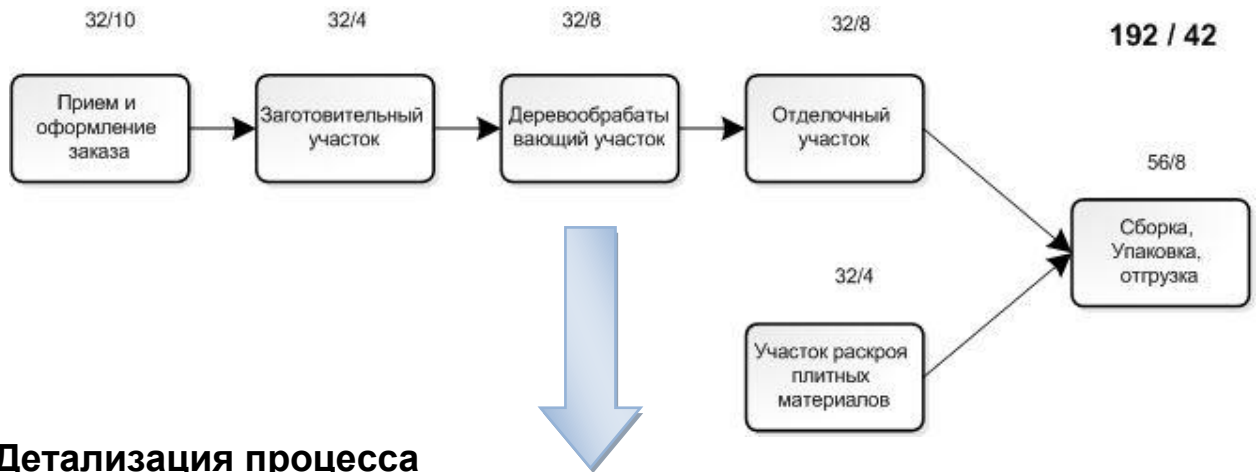 32/10
32/4
32/8
32/8
192 / 42
Прием и
оформление
заказа
Заготовительный
участок
Деревообрабаты
вающий участок
Отделочный
участок
56/8
Сборка,
Упаковка,
отгрузка
32/4
Участок раскроя
плитных
материалов
Детализация процесса